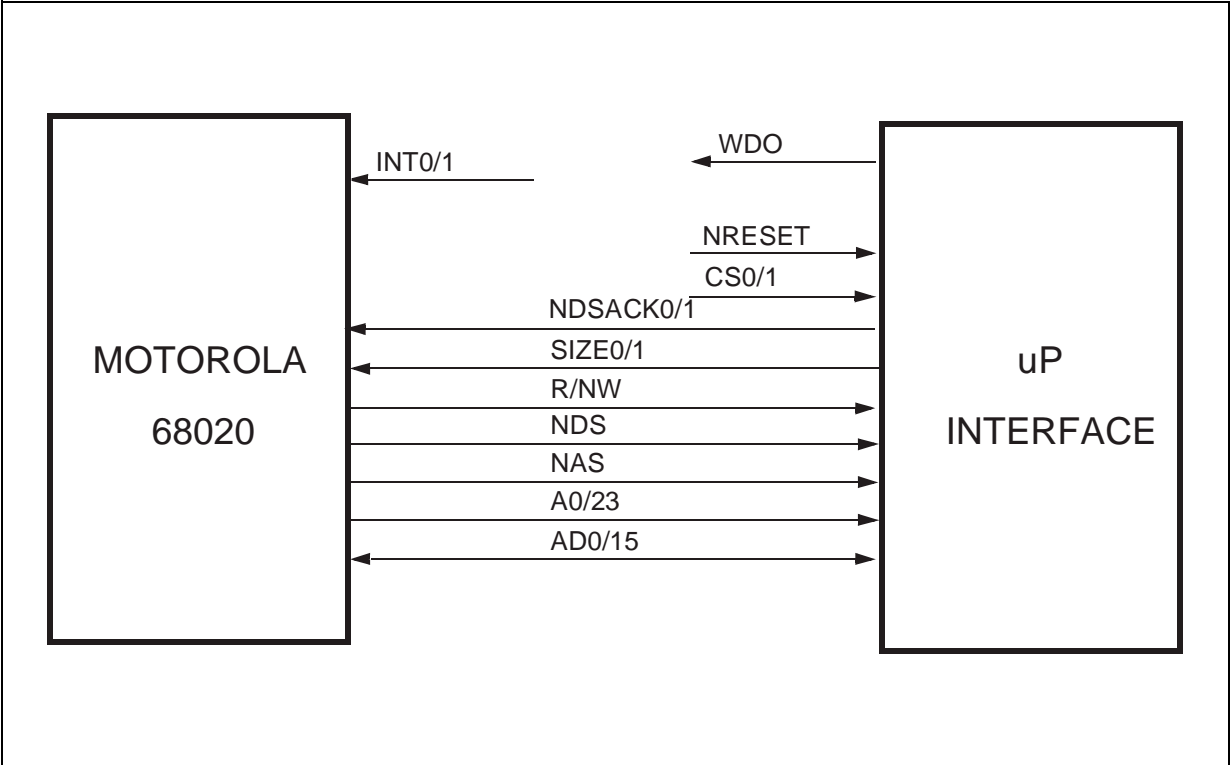 WDO
INT0/1
NRESET
CS0/1
NDSACK0/1
SIZE0/1
R/NW
NDS
NAS
A0/23
AD0/15
MOTOROLA
68020
uP
INTERFACE